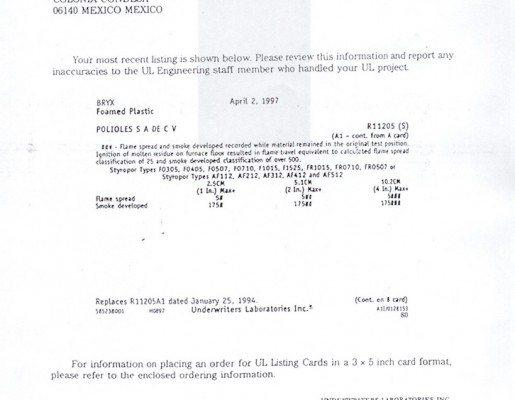 COLONIA CONDESA
06140 MEXICO MEXICO
Your most recent listing is shown below. Please review this information and report any
inaccuracies to the UL Engineering staff member who handled your UL project.
BRYX April 2, 1997
Foamed Plastic
POLIOLES S A DE C V R11205 (S)
(A1 - cont. from A card)
### - Flame spread and smoke developed recorded while material remained in the original test position.
Ignition of molten residue on furnace floor resulted in flame travel equivalent to calculated flame spread
classification of 25 and smoke developed classification of over 500.
Styropor Types F0305, F0405, F0507, F0710, F1015, F1525, FR1015, FR0710, FR0507 or
Styropor Types AF112, AF212, AF312, AF412 and AF512
2.5CM 5.1CM 10.2CM
(1 In.) Max+ (2 In.) Max+ (4 In.) Max+
Flame spread 5# 5## 5###
Smoke developed 175# 175## 175###
Replaces R11205A1 dated January 25, 1994. (Cont. on B card)
585238001 H0897 Underwriters Laboratories Inc.® A10/0128153
80
For information on placing an order for UL Listing Cards in a 3 × 5 inch card format,
please refer to the enclosed ordering information.
UNDERWRITERS LABORATORIES INC.